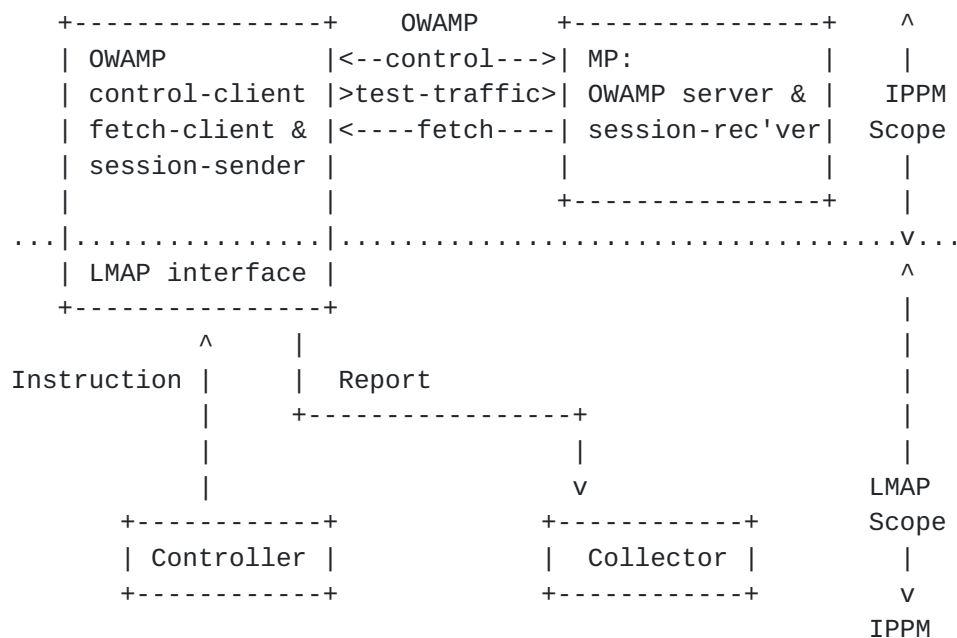 +----------------+    OWAMP    +----------------+    ^
   | OWAMP          |<--control--->| MP:            |    |
   | control-client |>test-traffic>| OWAMP server & |   IPPM
   | fetch-client & |<----fetch----| session-rec'ver|  Scope
   | session-sender |              |                |    |
   |                |              +----------------+    |
...|................|....................................v...
   | LMAP interface |                                    ^
   +----------------+                                    |
            ^     |                                      |
Instruction |     |  Report                              |
            |     +-----------------+                    |
            |                       |                    |
            |                       v                  LMAP
       +------------+             +------------+       Scope
       | Controller |             |  Collector |         |
       +------------+             +------------+         v
                                                       IPPM